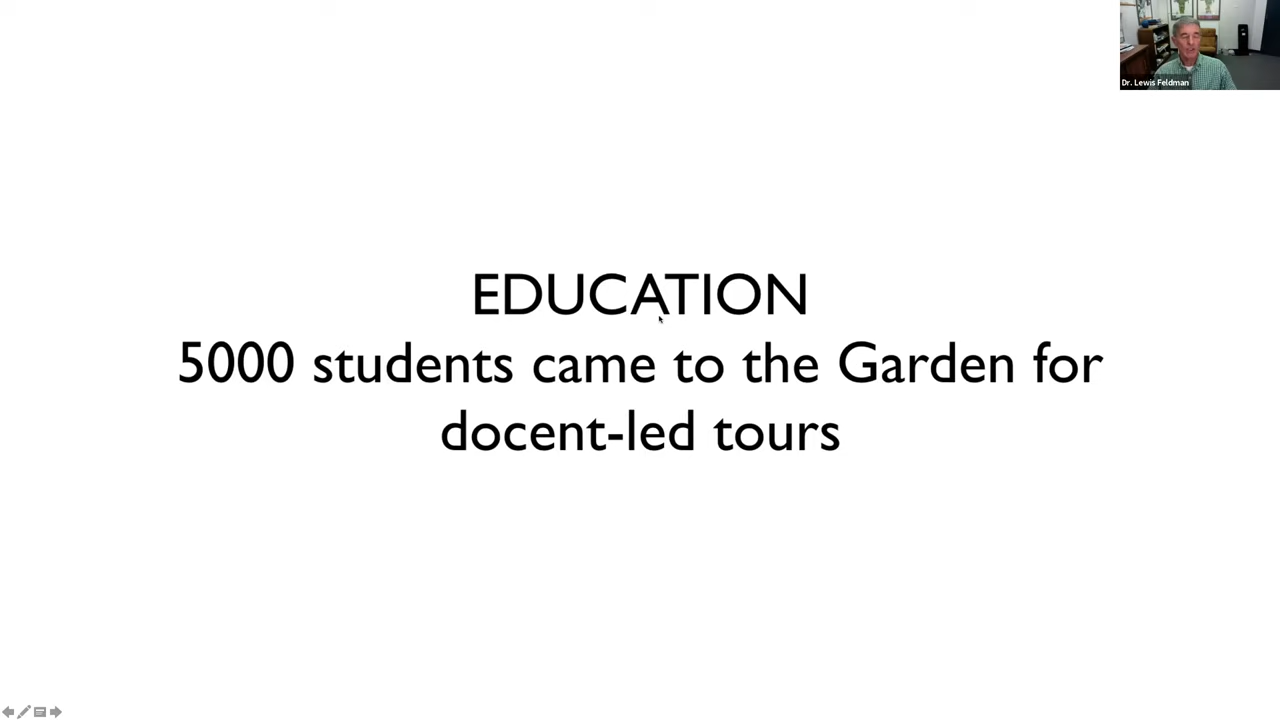 Dr. Lewis Feldman
EDUCATION
5000 students came to the Garden for
docent-led tours